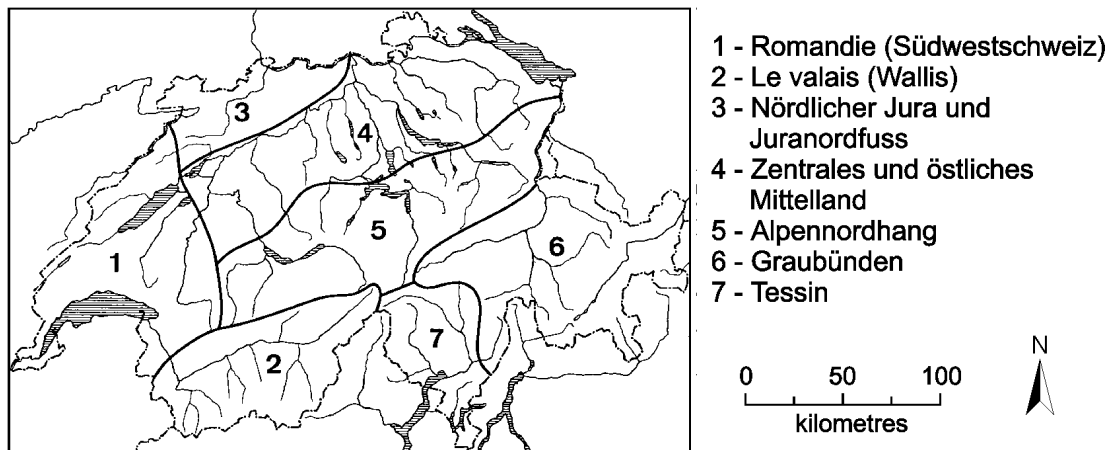 1 - Romandie (Südwestschweiz)
2 - Le valais (Wallis)
3 - Nördlicher Jura und
Juranordfuss
4 - Zentrales und östliches
Mittelland
5 - Alpennordhang
6 - Graubünden
7 - Tessin
3
4
5
6
1
7
2
N
0 50 100
kilometres